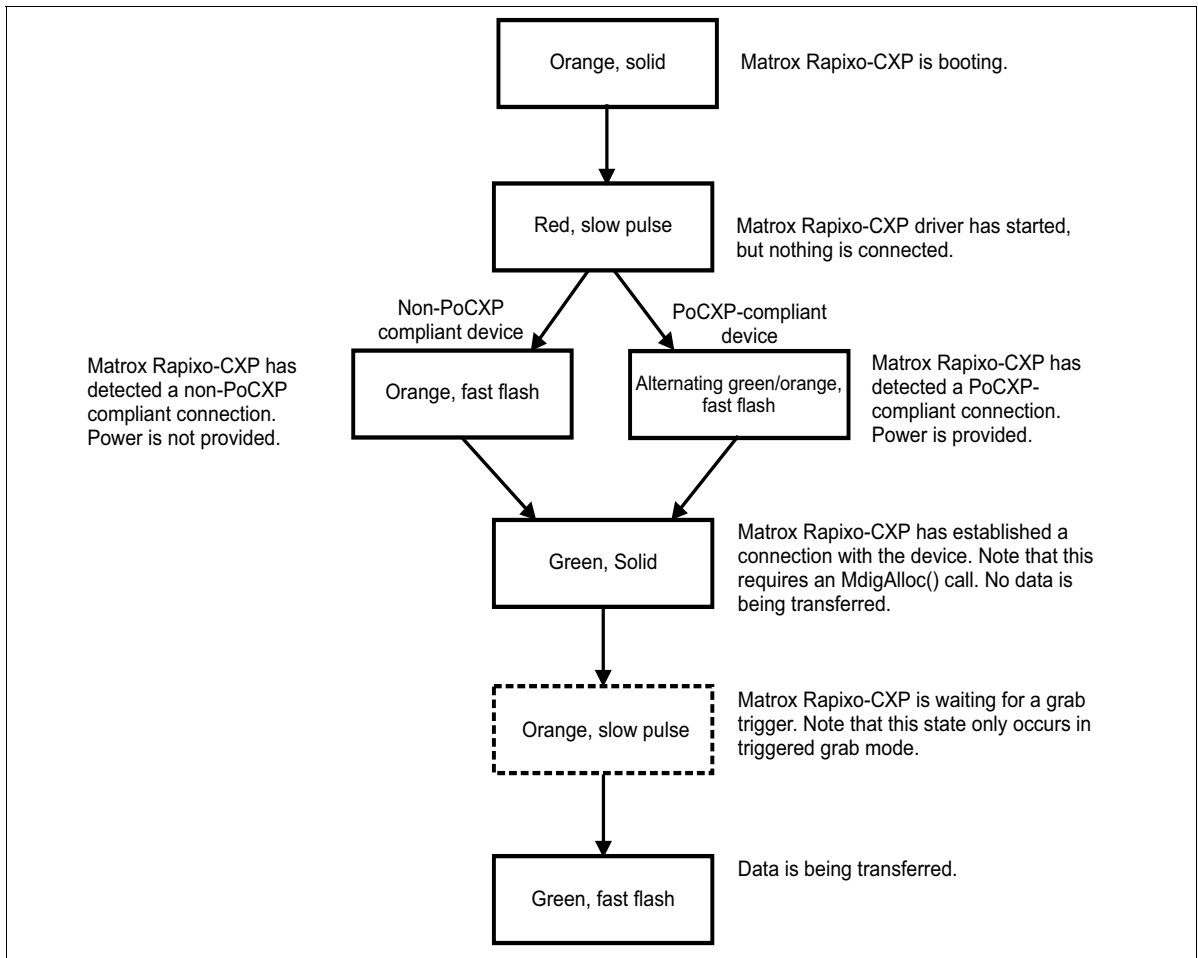 Orange, solid
Matrox Rapixo-CXP is booting.
Red, slow pulse
Matrox Rapixo-CXP driver has started,
but nothing is connected.
Non-PoCXP
compliant device
PoCXP-compliant
device
Matrox Rapixo-CXP has
detected a non-PoCXP
compliant connection.
Power is not provided.
Orange, fast flash
Alternating green/orange,
fast flash
Matrox Rapixo-CXP has
detected a PoCXP-
compliant connection.
Power is provided.
Green, Solid
Matrox Rapixo-CXP has established a
connection with the device. Note that this
requires an MdigAlloc() call. No data is
being transferred.
Orange, slow pulse
Matrox Rapixo-CXP is waiting for a grab
trigger. Note that this state only occurs in
triggered grab mode.
Green, fast flash
Data is being transferred.